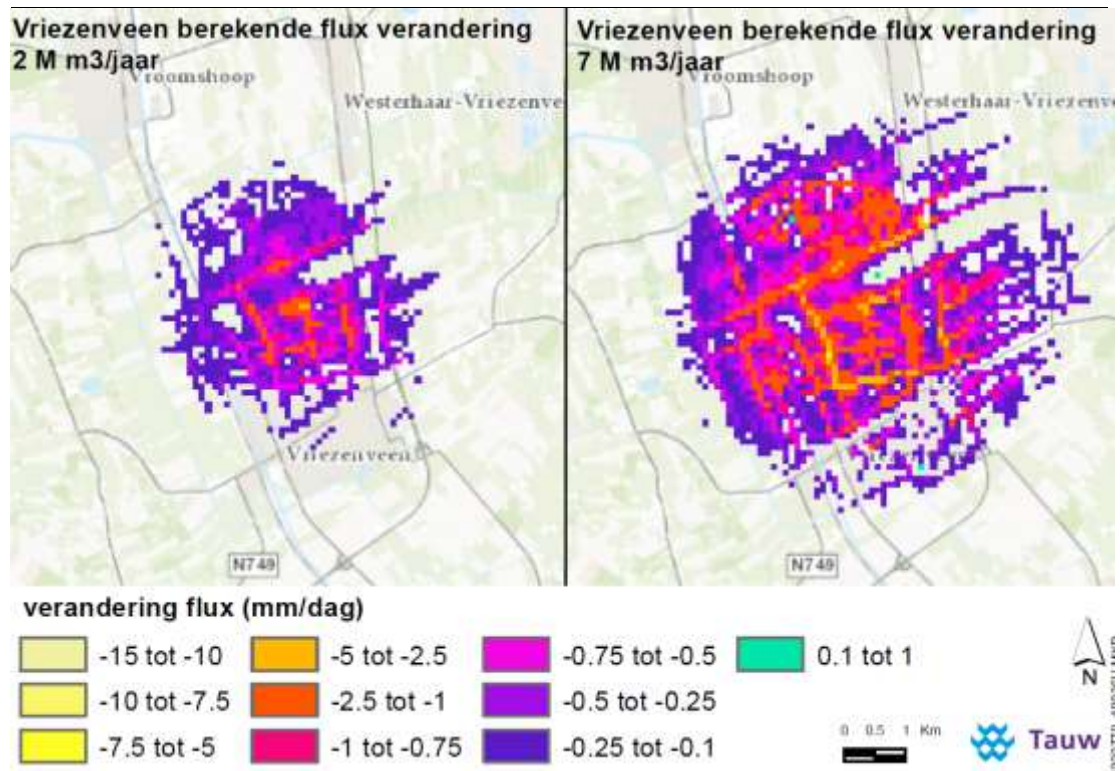 Vriezenveen berekende flux verandering
2 M m3/jaar
Vroomshoop
Westerhaar-Vriezenve
Vriezenveen
N749
Vriezenveen berekende flux verandering
7 M m3/jaar
Vroomshoop
Westerhaar-Vriezenve
N749
verandering flux (mm/dag)
-15 tot -10
-10 tot -7.5
-7.5 tot -5
-5 tot -2.5
-2.5 tot -1
-1 tot -0.75
-0.75 tot -0.5
-0.5 tot -0.25
-0.25 tot -0.1
0.1 tot 1
N
0 0.5 1 Km
Tauw